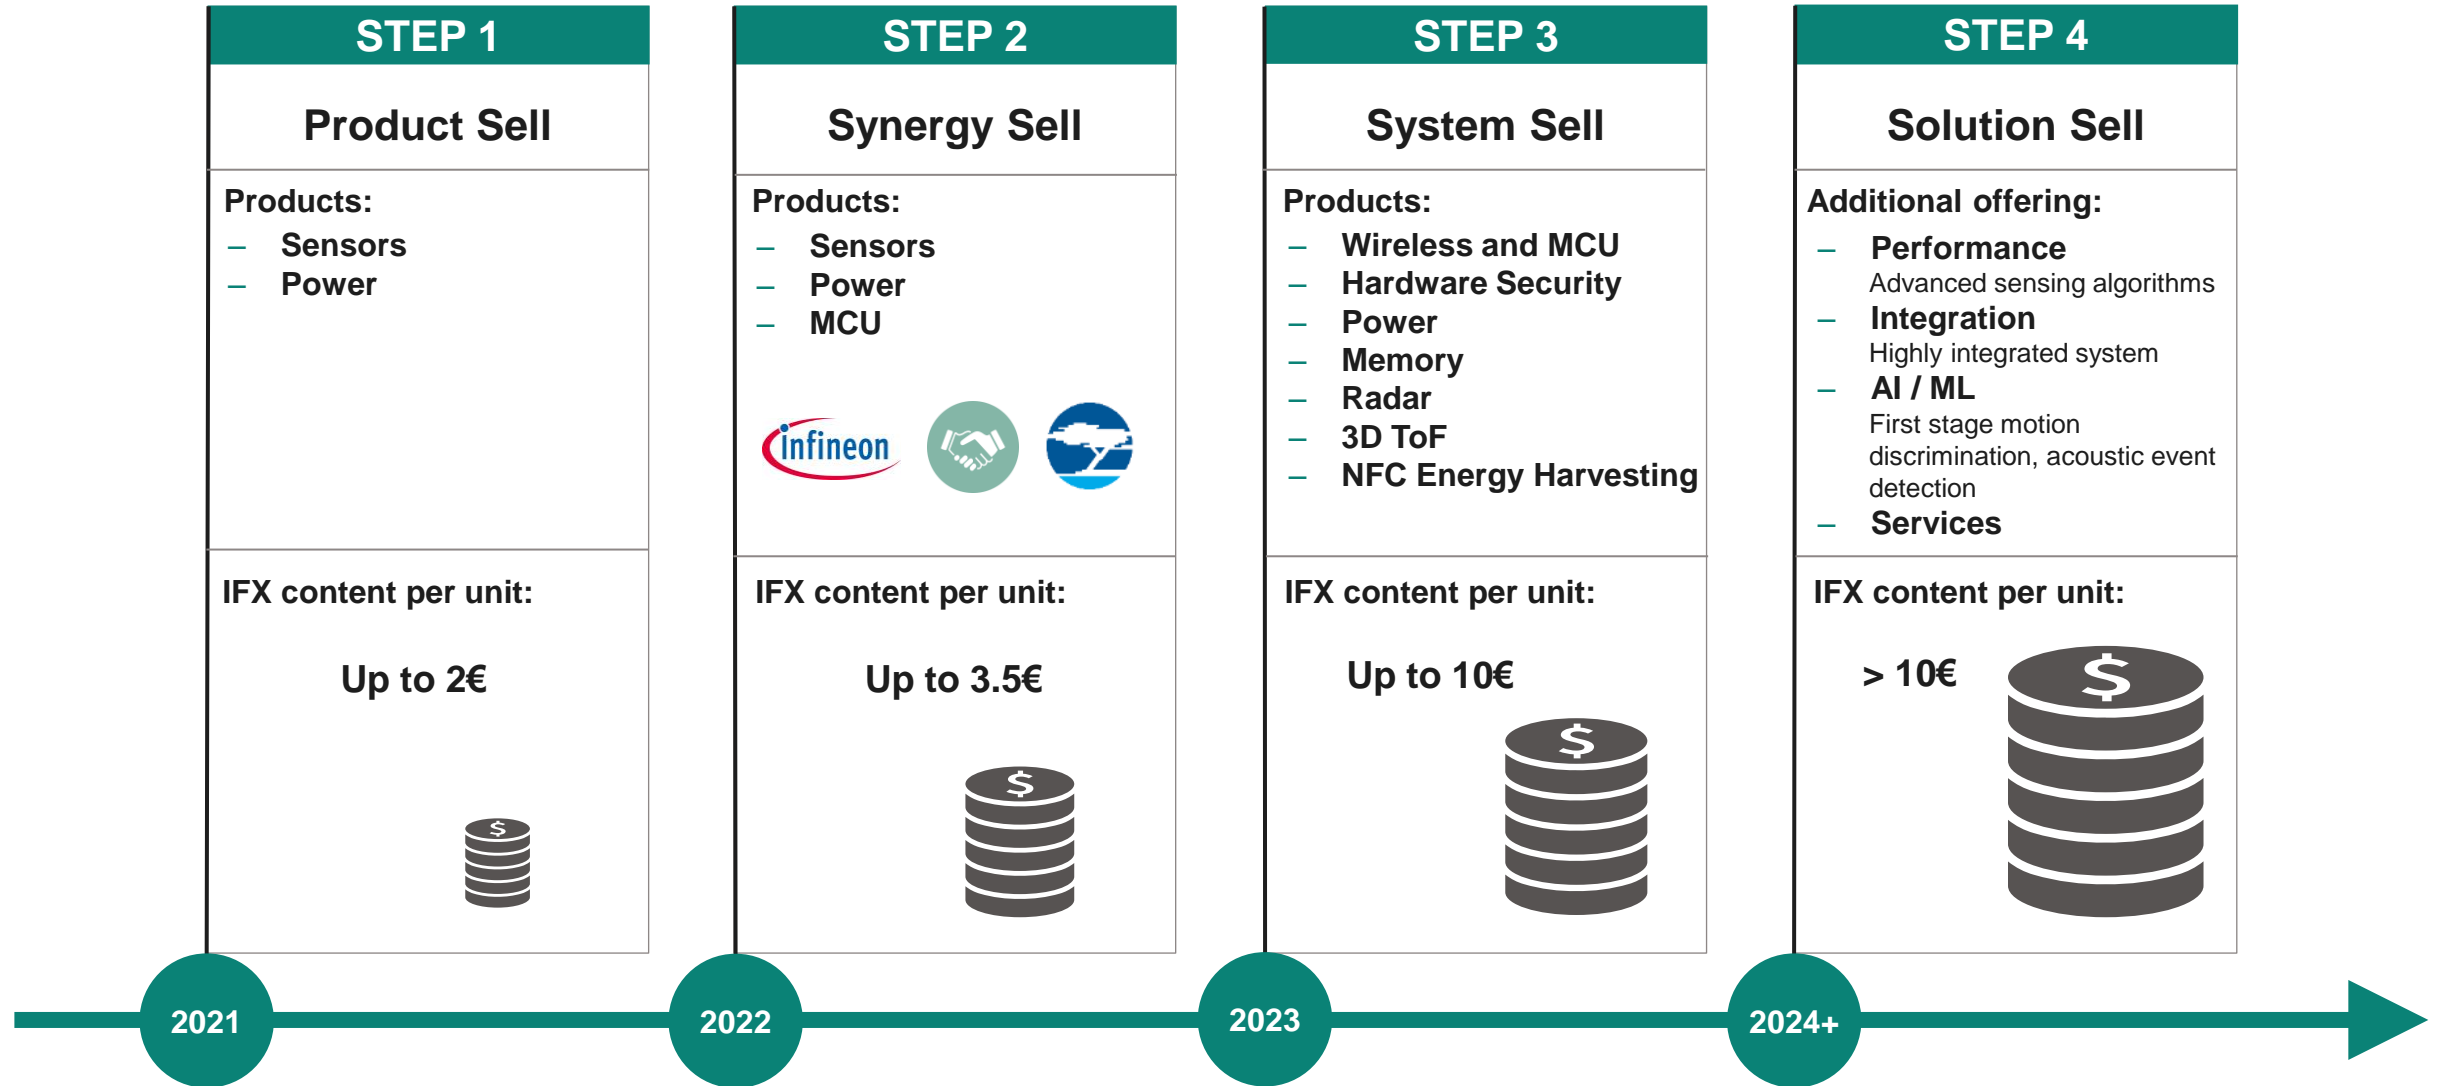 STEP 1
Product Sell
Products:
– Sensors
– Power
IFX content per unit:
Up to 2€
$
2021
STEP 2
Synergy Sell
Products:
– Sensors
– Power
– MCU
infineon
IFX content per unit:
Up to 3.5€
$
2022
STEP 3
System Sell
Products:
– Wireless and MCU
– Hardware Security
– Power
– Memory
– Radar
– 3D ToF
– NFC Energy Harvesting
IFX content per unit:
Up to 10€
$
2023
STEP 4
Solution Sell
Additional offering:
– Performance
Advanced sensing algorithms
– Integration
Highly integrated system
– AI / ML
First stage motion
discrimination, acoustic event
detection
– Services
IFX content per unit:
> 10€
$
2024+